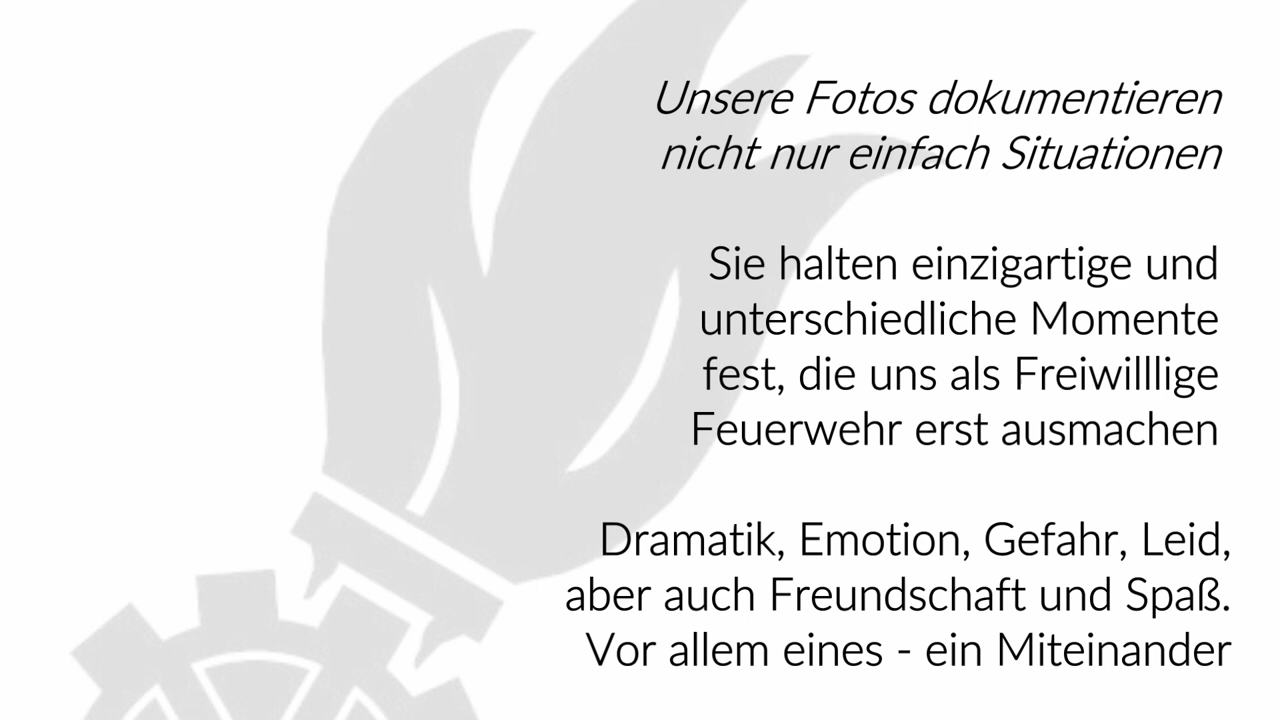 Unsere Fotos dokumentieren
nicht nur einfach Situationen
Sie halten einzigartige und
unterschiedliche Momente
fest, die uns als Freiwilllige
Feuerwehr erst ausmachen
Dramatik, Emotion, Gefahr, Leid,
aber auch Freundschaft und Spaß.
Vor allem eines - ein Miteinander